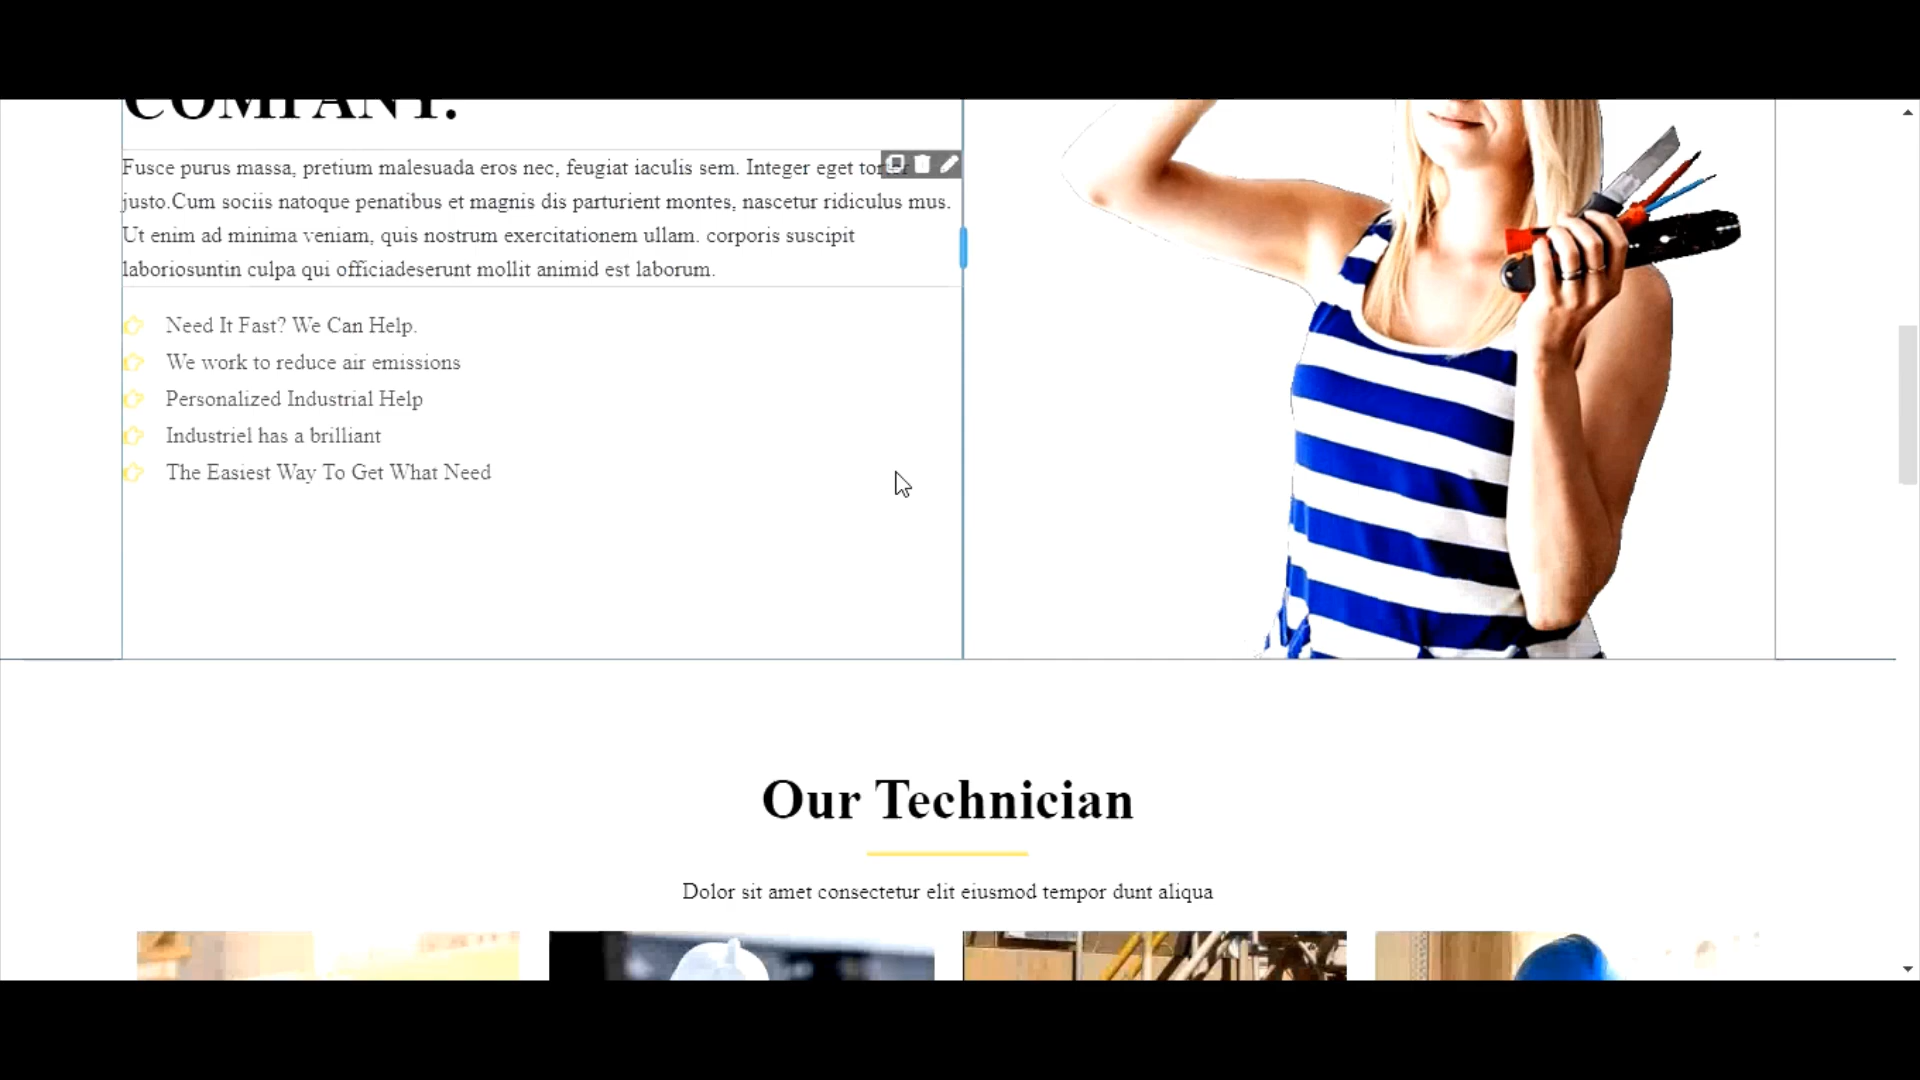 COMPANY.
Fusce purus massa, pretium malesuada eros nec, feugiat iaculis sem. Integer eget tortor
justo.Cum sociis natoque penatibus et magnis dis parturient montes, nascetur ridiculus mus.
Ut enim ad minima veniam, quis nostrum exercitationem ullam. corporis suscipit
laboriosuntin culpa qui officiadeserunt mollit animid est laborum.
Need It Fast? We Can Help.
We work to reduce air emissions
Personalized Industrial Help
Industriel has a brilliant
The Easiest Way To Get What Need
Our Technician
Dolor sit amet consectetur elit eiusmod tempor dunt aliqua